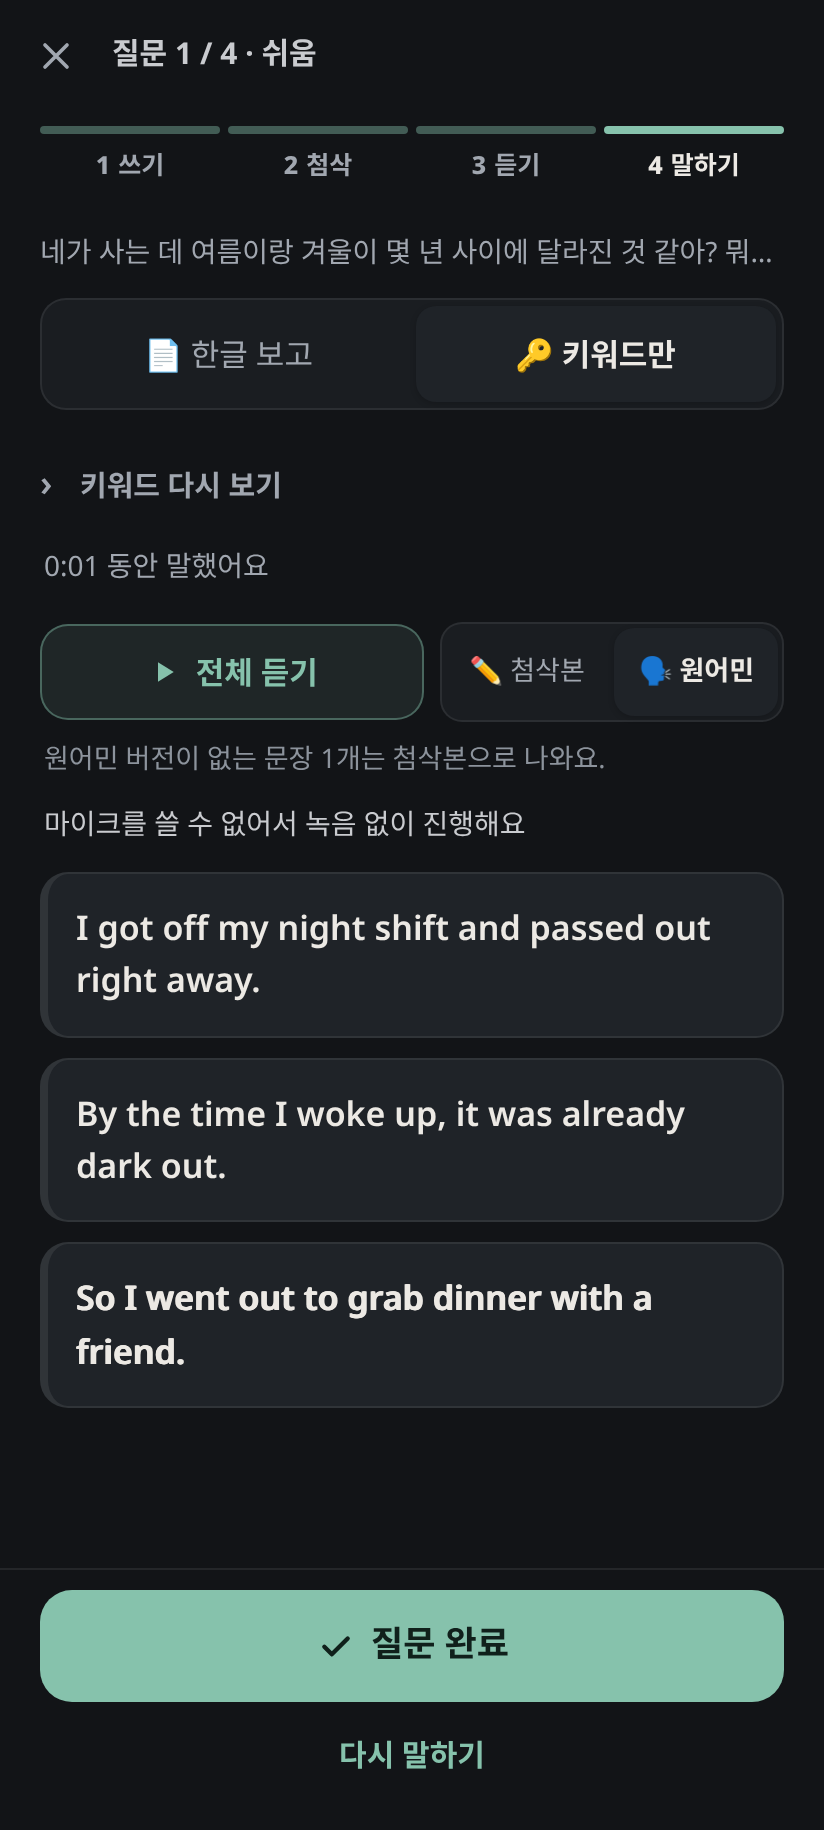 질문 1 / 4 · 쉬움
1 쓰기
2 첨삭
3 듣기
4 말하기
네가 사는 데 여름이랑 겨울이 몇 년 사이에 달라진 것 같아? 뭐...
한글 보고
키워드만
› 키워드 다시 보기
0:01 동안 말했어요
전체 듣기
첨삭본
원어민
원어민 버전이 없는 문장 1개는 첨삭본으로 나와요.
마이크를 쓸 수 없어서 녹음 없이 진행해요
I got off my night shift and passed out
right away.
By the time I woke up, it was already
dark out.
So I went out to grab dinner with a
friend.
질문 완료
다시 말하기